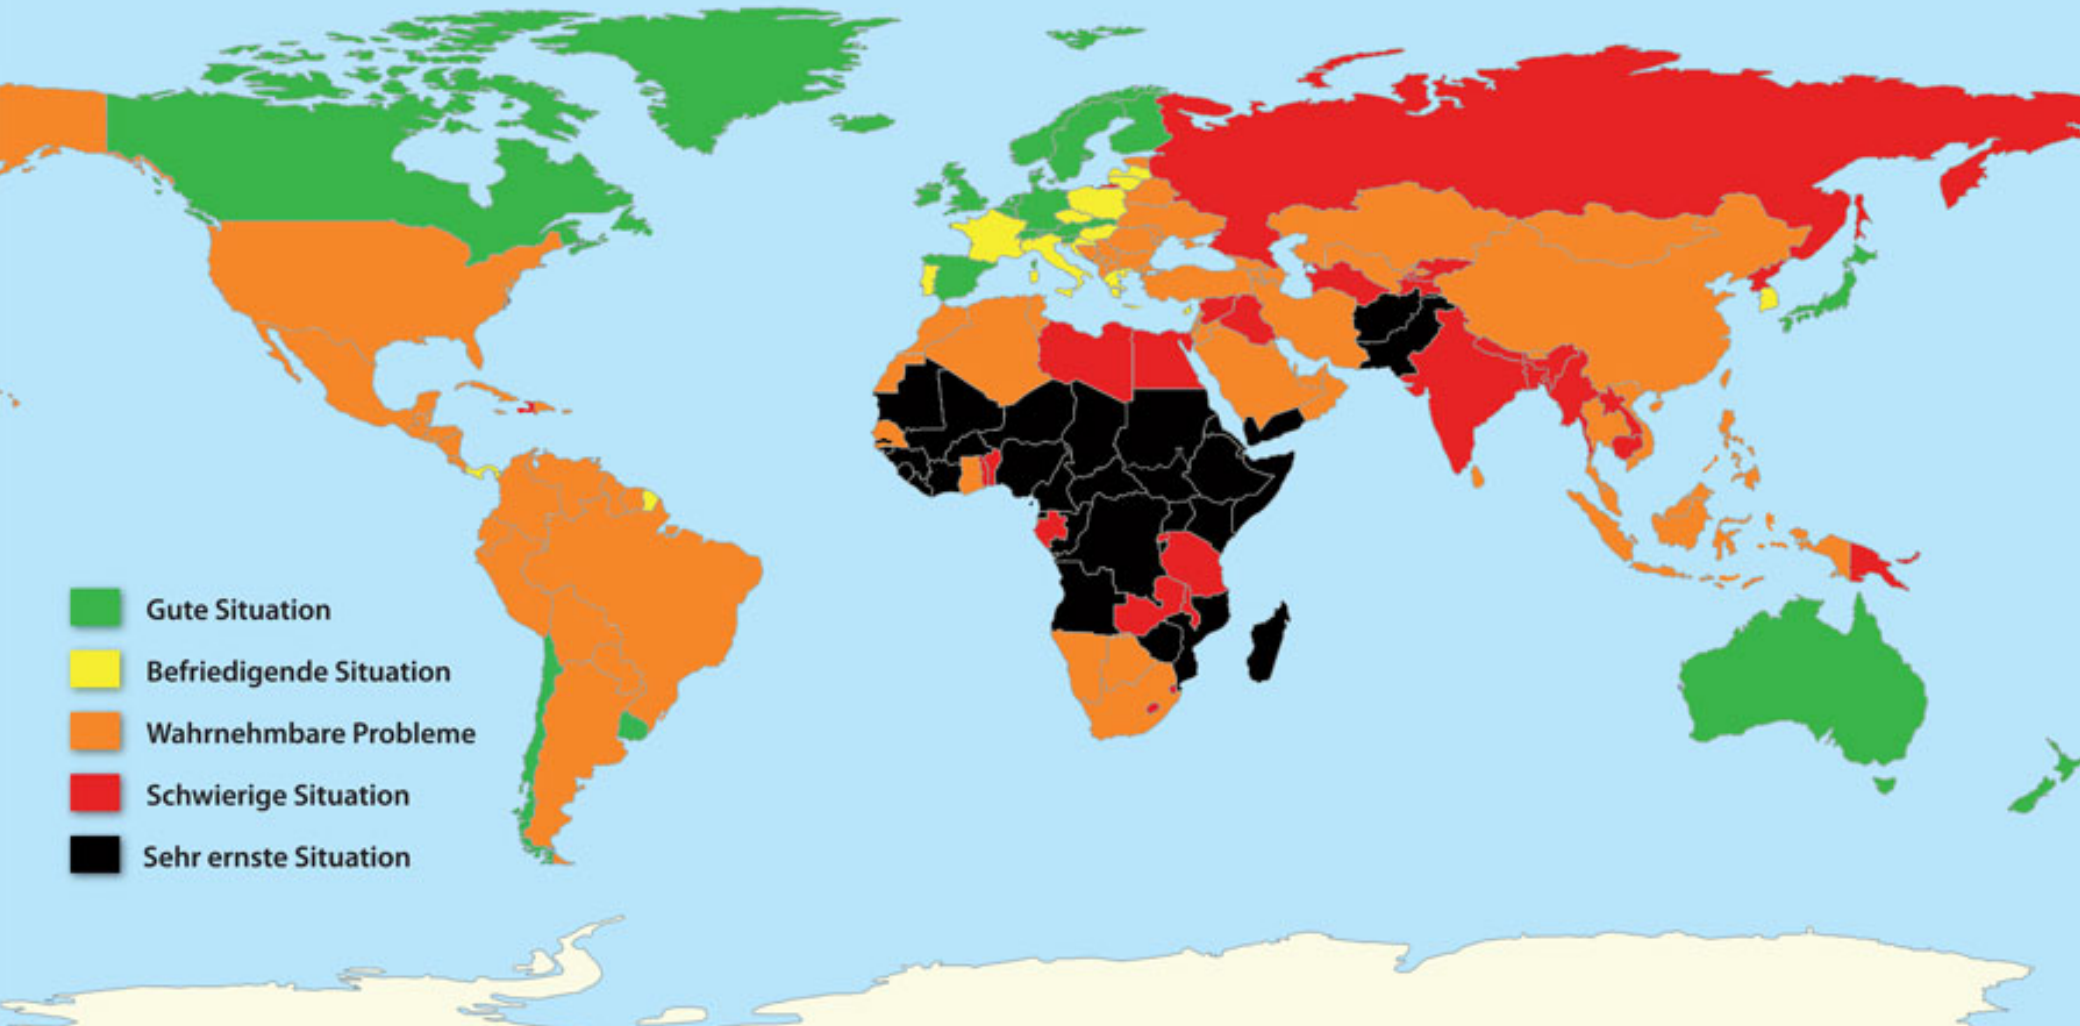 Gute Situation
Befriedigende Situation
Wahrnehmbare Probleme
Schwierige Situation
Sehr ernste Situation